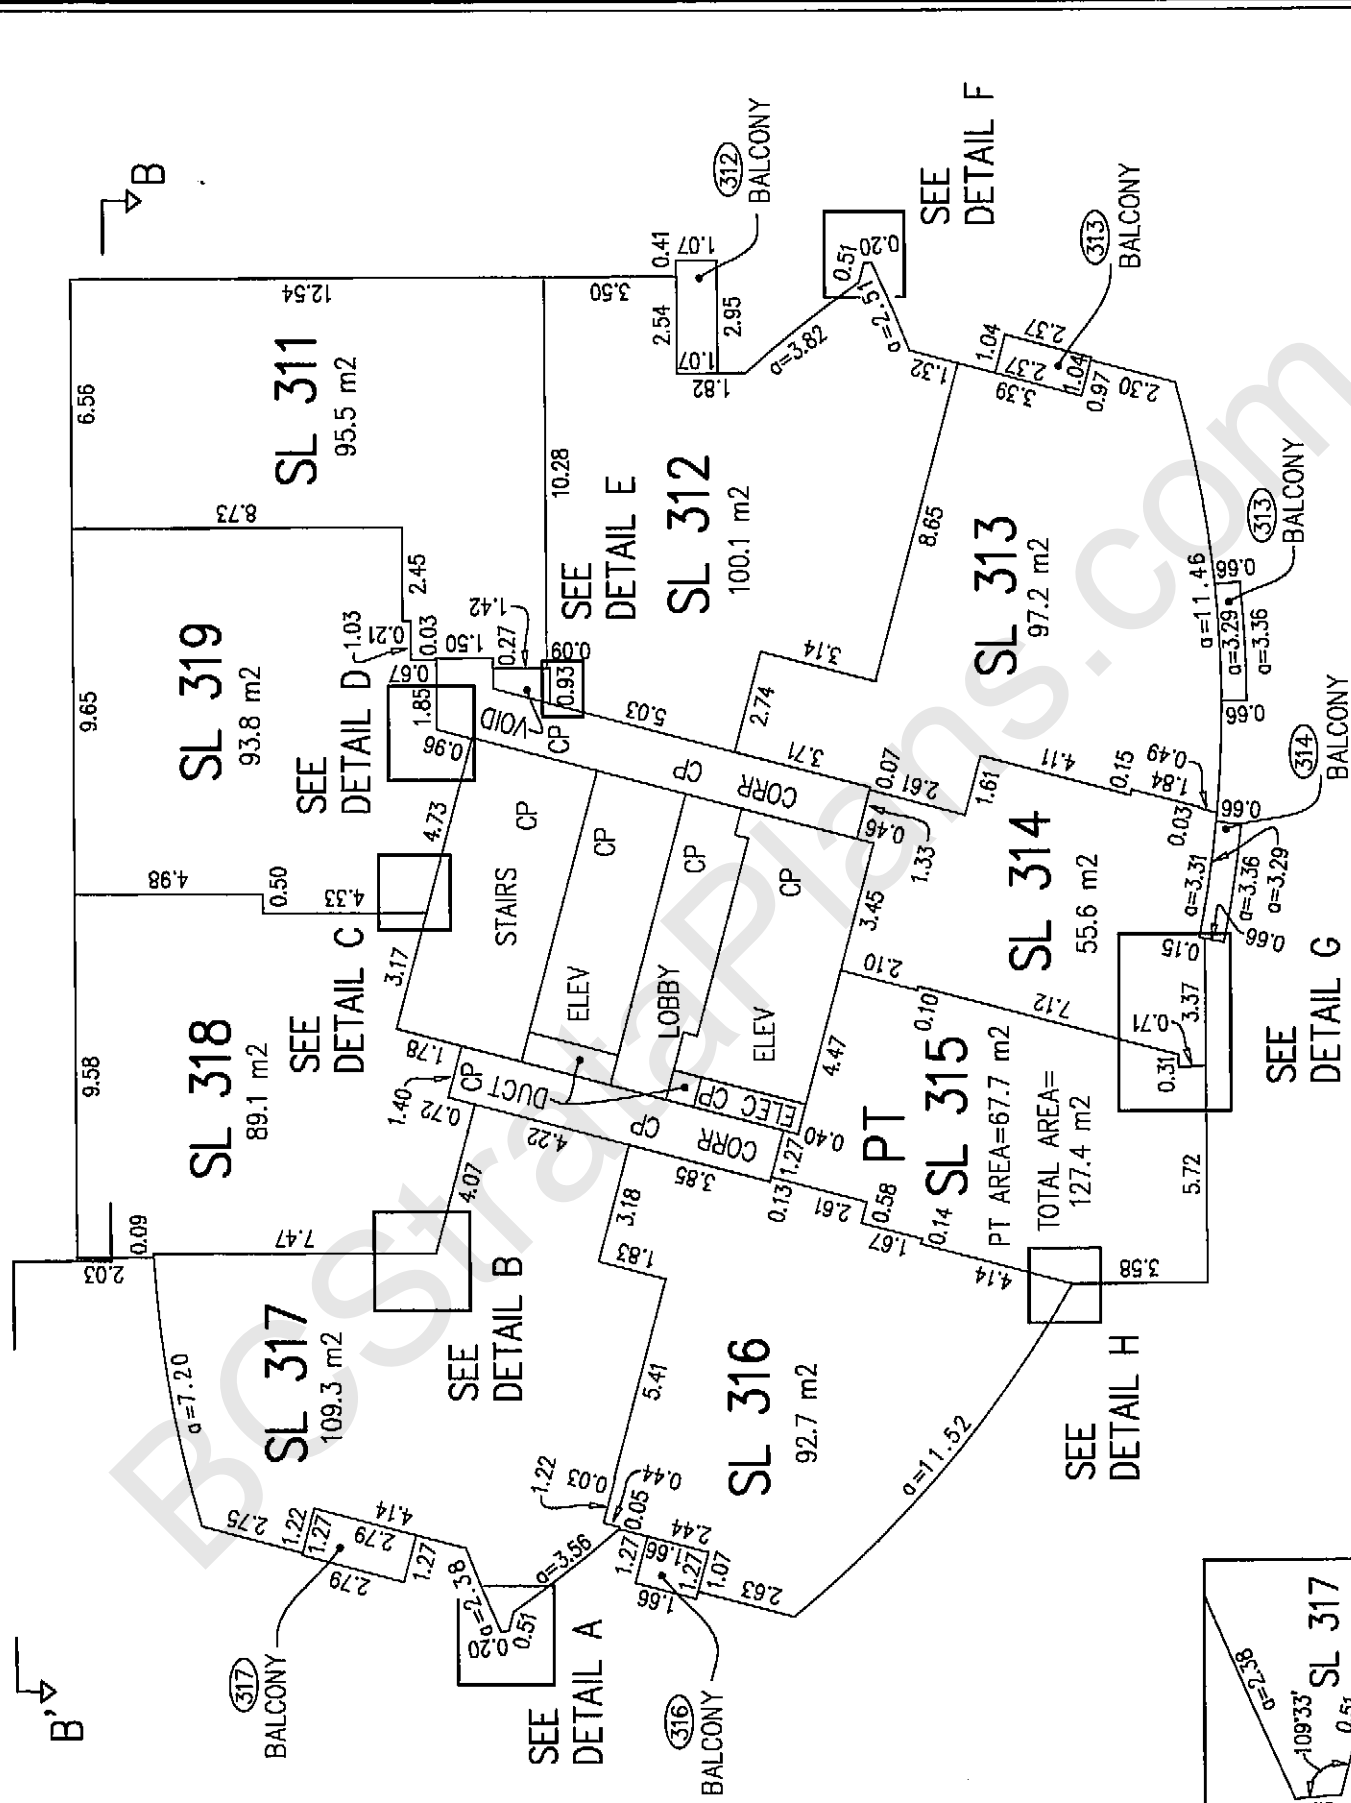 B'
B
6.56
9.65
9.58
2.03
0.09
12.54
SL 311
95.5 m2
8.73
2.45
1.03
0.21
0.03
0.67
1.85
0.96
1.50
0.27
1.42
0.09
0.93
VOID
CP
SL 319
93.8 m2
SEE
DETAIL D
4.73
4.98
0.50
4.33
3.17
SEE
DETAIL C
SL 318
89.1 m2
1.78
1.40
0.72
CP
4.07
7.47
SEE
DETAIL B
SL 317
109.3 m2
a=7.20
2.75
1.22
1.27
4.14
2.79
2.79
1.27
317
BALCONY
a=2.38
0.20
0.51
a=3.56
SEE
DETAIL A
10.28
SEE
DETAIL E
3.50
0.41
1.07
2.54
1.07
2.95
1.82
312
BALCONY
a=3.82
SL 312
100.1 m2
0.51
0.20
a=2.51
SEE
DETAIL F
1.32
1.04
2.37
2.37
3.39
1.04
0.97
2.30
313
BALCONY
8.65
3.14
2.74
5.03
3.71
SL 313
97.2 m2
a=11.46
0.66
a=3.29
a=3.36
0.66
313
BALCONY
STAIRS
CP
CP
ELEV
CP
LOBBY
CP
ELEV
CP
CORR
DUCT
ELEC CP
CP
CORR
4.22
3.85
0.07
2.61
1.61
0.46
1.33
4.11
0.15
1.84
0.49
0.03
0.66
314
BALCONY
3.45
2.10
0.10
7.12
SL 314
55.6 m2
a=3.31
a=3.36
a=3.29
0.66
0.15
3.37
0.71
0.31
SEE
DETAIL G
4.47
0.40
1.27
0.13
2.61
0.58
1.67
0.14
4.14
PT
SL 315
PT AREA=67.7 m2
TOTAL AREA=
127.4 m2
5.72
3.58
SEE
DETAIL H
3.18
1.83
5.41
1.22
0.03
0.44
0.05
2.44
1.27
1.66
1.66
1.27
1.07
2.63
SL 316
92.7 m2
a=11.52
316
BALCONY
a=2.38
109°33'
SL 317
0.51
BCStrataPlans.com